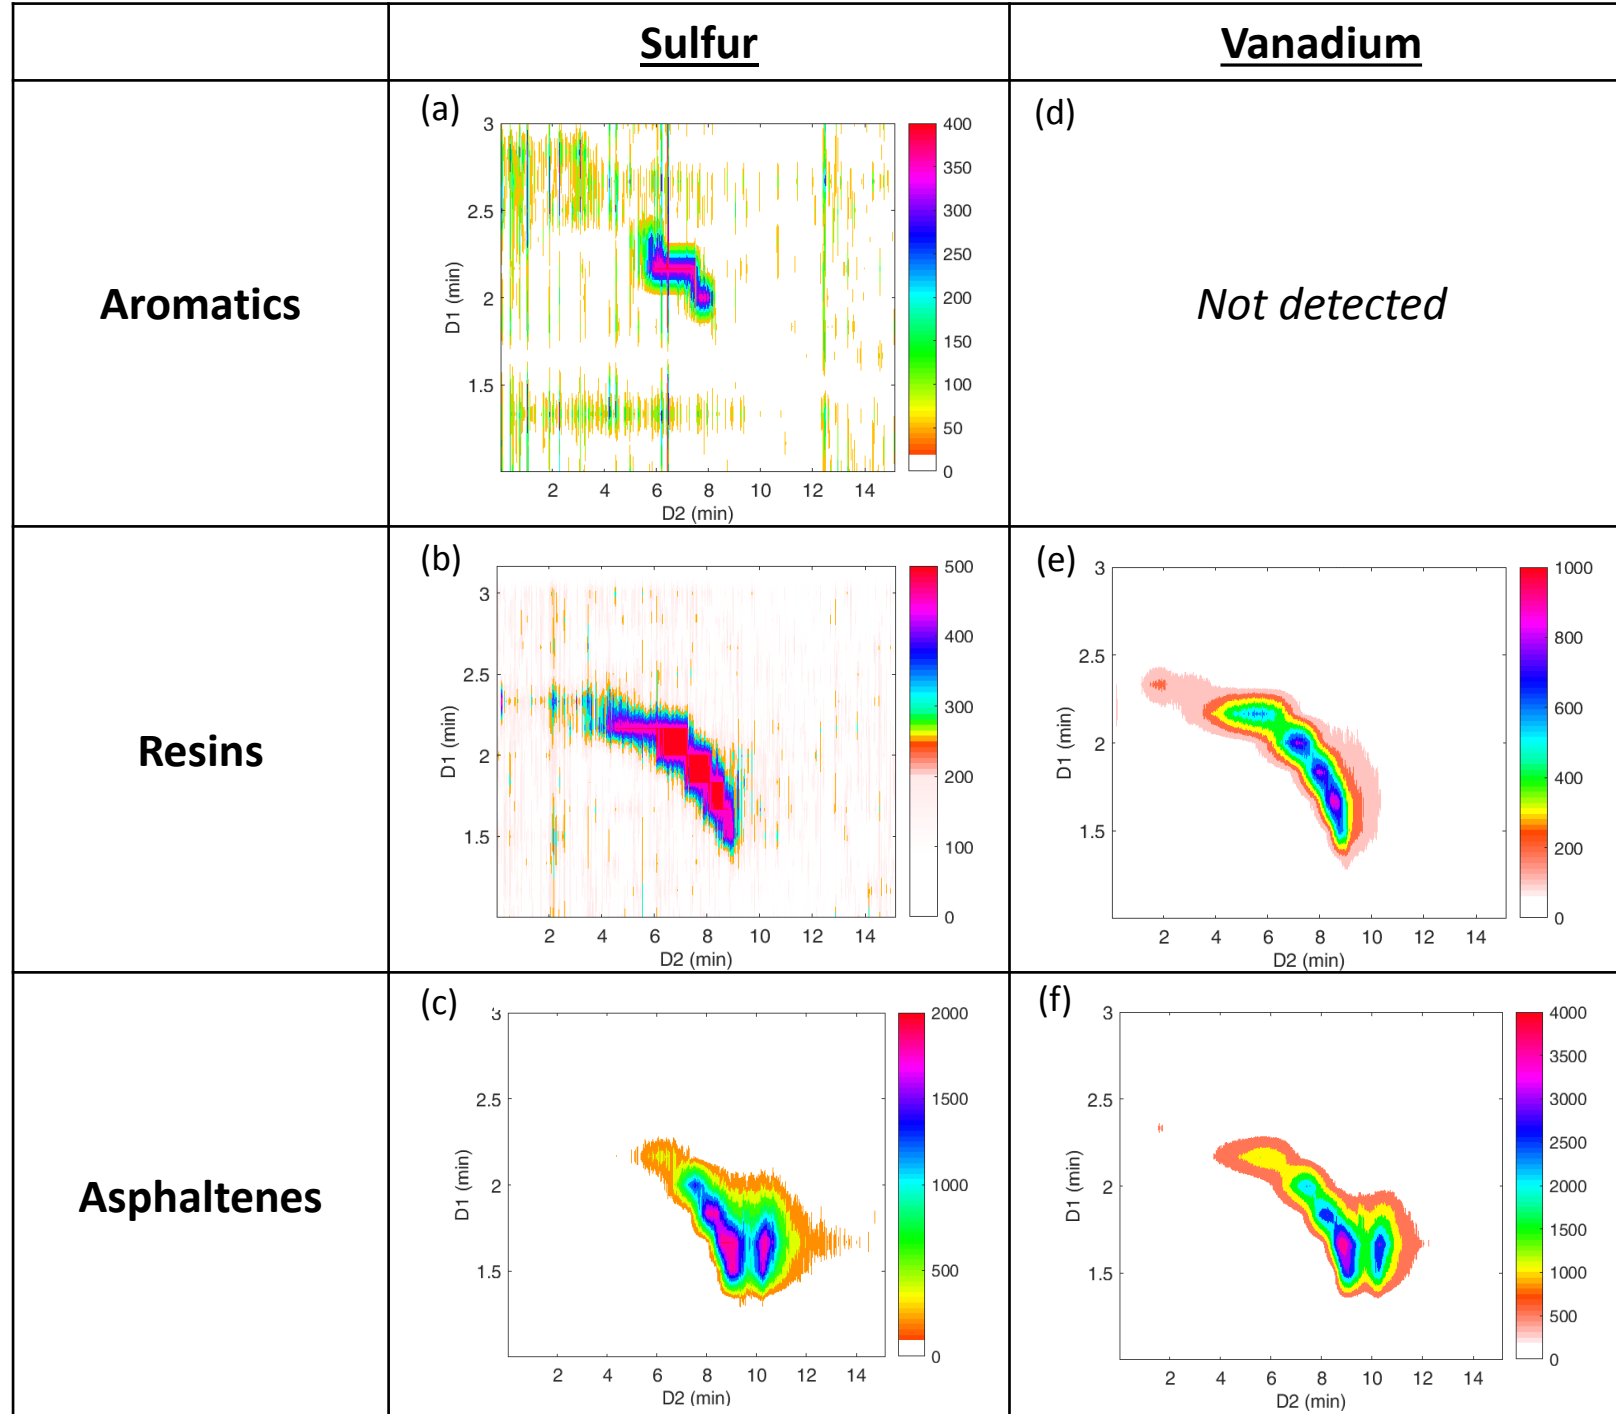 Sulfur
Vanadium
Aromatics
(a)
3
2.5
2
1.5
D1 (min)
2 4 6 8 10 12 14
D2 (min)
400
350
300
250
200
150
100
50
0
(d)
Not detected
Resins
(b)
3
2.5
2
1.5
D1 (min)
2 4 6 8 10 12 14
D2 (min)
500
400
300
200
100
0
(e)
3
2.5
2
1.5
D1 (min)
2 4 6 8 10 12 14
D2 (min)
1000
800
600
400
200
0
Asphaltenes
(c)
3
2.5
2
1.5
D1 (min)
2 4 6 8 10 12 14
D2 (min)
2000
1500
1000
500
0
(f)
3
2.5
2
1.5
D1 (min)
2 4 6 8 10 12 14
D2 (min)
4000
3500
3000
2500
2000
1500
1000
500
0